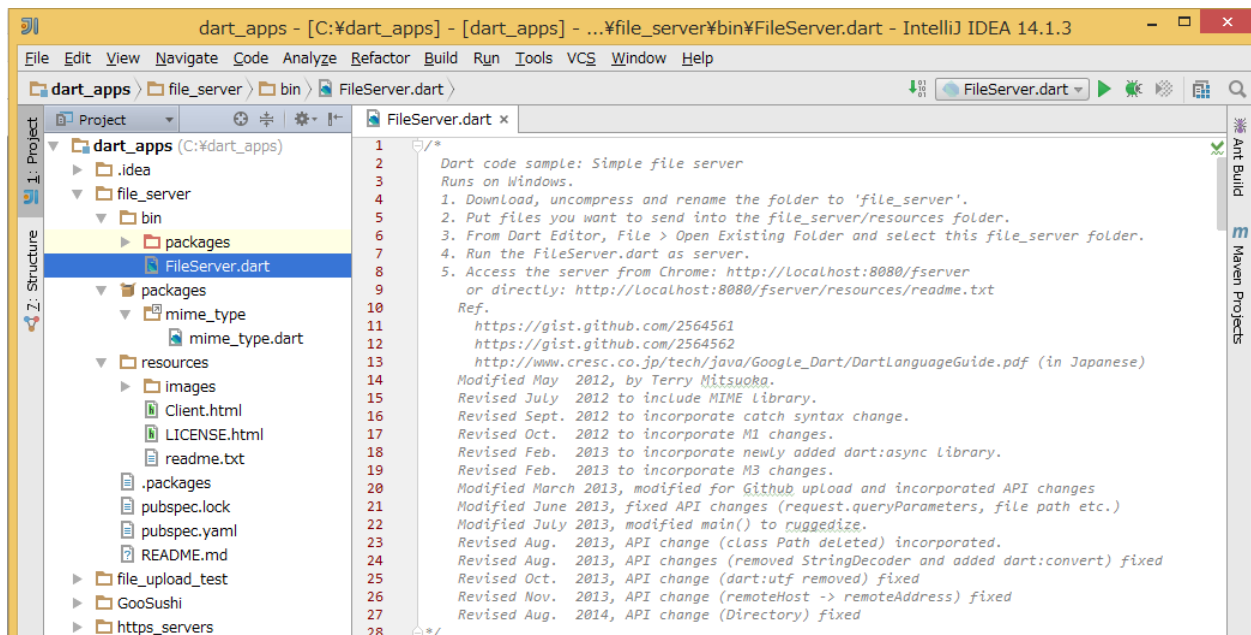 dart_apps - [C:¥dart_apps] - [dart_apps] - ...¥file_server¥bin¥FileServer.dart - IntelliJ IDEA 14.1.3
File Edit View Navigate Code Analyze Refactor Build Run Tools VCS Window Help
dart_apps file_server bin FileServer.dart
FileServer.dart
1: Project
7: Structure
Project
dart_apps (C:¥dart_apps)
.idea
file_server
bin
packages
FileServer.dart
packages
mime_type
mime_type.dart
resources
images
Client.html
LICENSE.html
readme.txt
.packages
pubspec.lock
pubspec.yaml
README.md
file_upload_test
GooSushi
https_servers
FileServer.dart
1 /*
2 Dart code sample: Simple file server
3 Runs on Windows.
4 1. Download, uncompress and rename the folder to 'file_server'.
5 2. Put files you want to send into the file_server/resources folder.
6 3. From Dart Editor, File > Open Existing Folder and select this file_server folder.
7 4. Run the FileServer.dart as server.
8 5. Access the server from Chrome: http://localhost:8080/fserver
9 or directly: http://localhost:8080/fserver/resources/readme.txt
10 Ref.
11 https://gist.github.com/2564561
12 https://gist.github.com/2564562
13 http://www.cresc.co.jp/tech/java/Google_Dart/DartLanguageGuide.pdf (in Japanese)
14 Modified May 2012, by Terry Mitsuoka.
15 Revised July 2012 to include MIME library.
16 Revised Sept. 2012 to incorporate catch syntax change.
17 Revised Oct. 2012 to incorporate M1 changes.
18 Revised Feb. 2013 to incorporate newly added dart:async library.
19 Revised Feb. 2013 to incorporate M3 changes.
20 Modified March 2013, modified for Github upload and incorporated API changes
21 Modified June 2013, fixed API changes (request.queryParameters, file path etc.)
22 Modified July 2013, modified main() to ruggedize.
23 Revised Aug. 2013, API change (class Path deleted) incorporated.
24 Revised Aug. 2013, API changes (removed StringDecoder and added dart:convert) fixed
25 Revised Oct. 2013, API change (dart:utf removed) fixed
26 Revised Nov. 2013, API change (remoteHost -> remoteAddress) fixed
27 Revised Aug. 2014, API change (Directory) fixed
28 */
Ant Build
Maven Projects